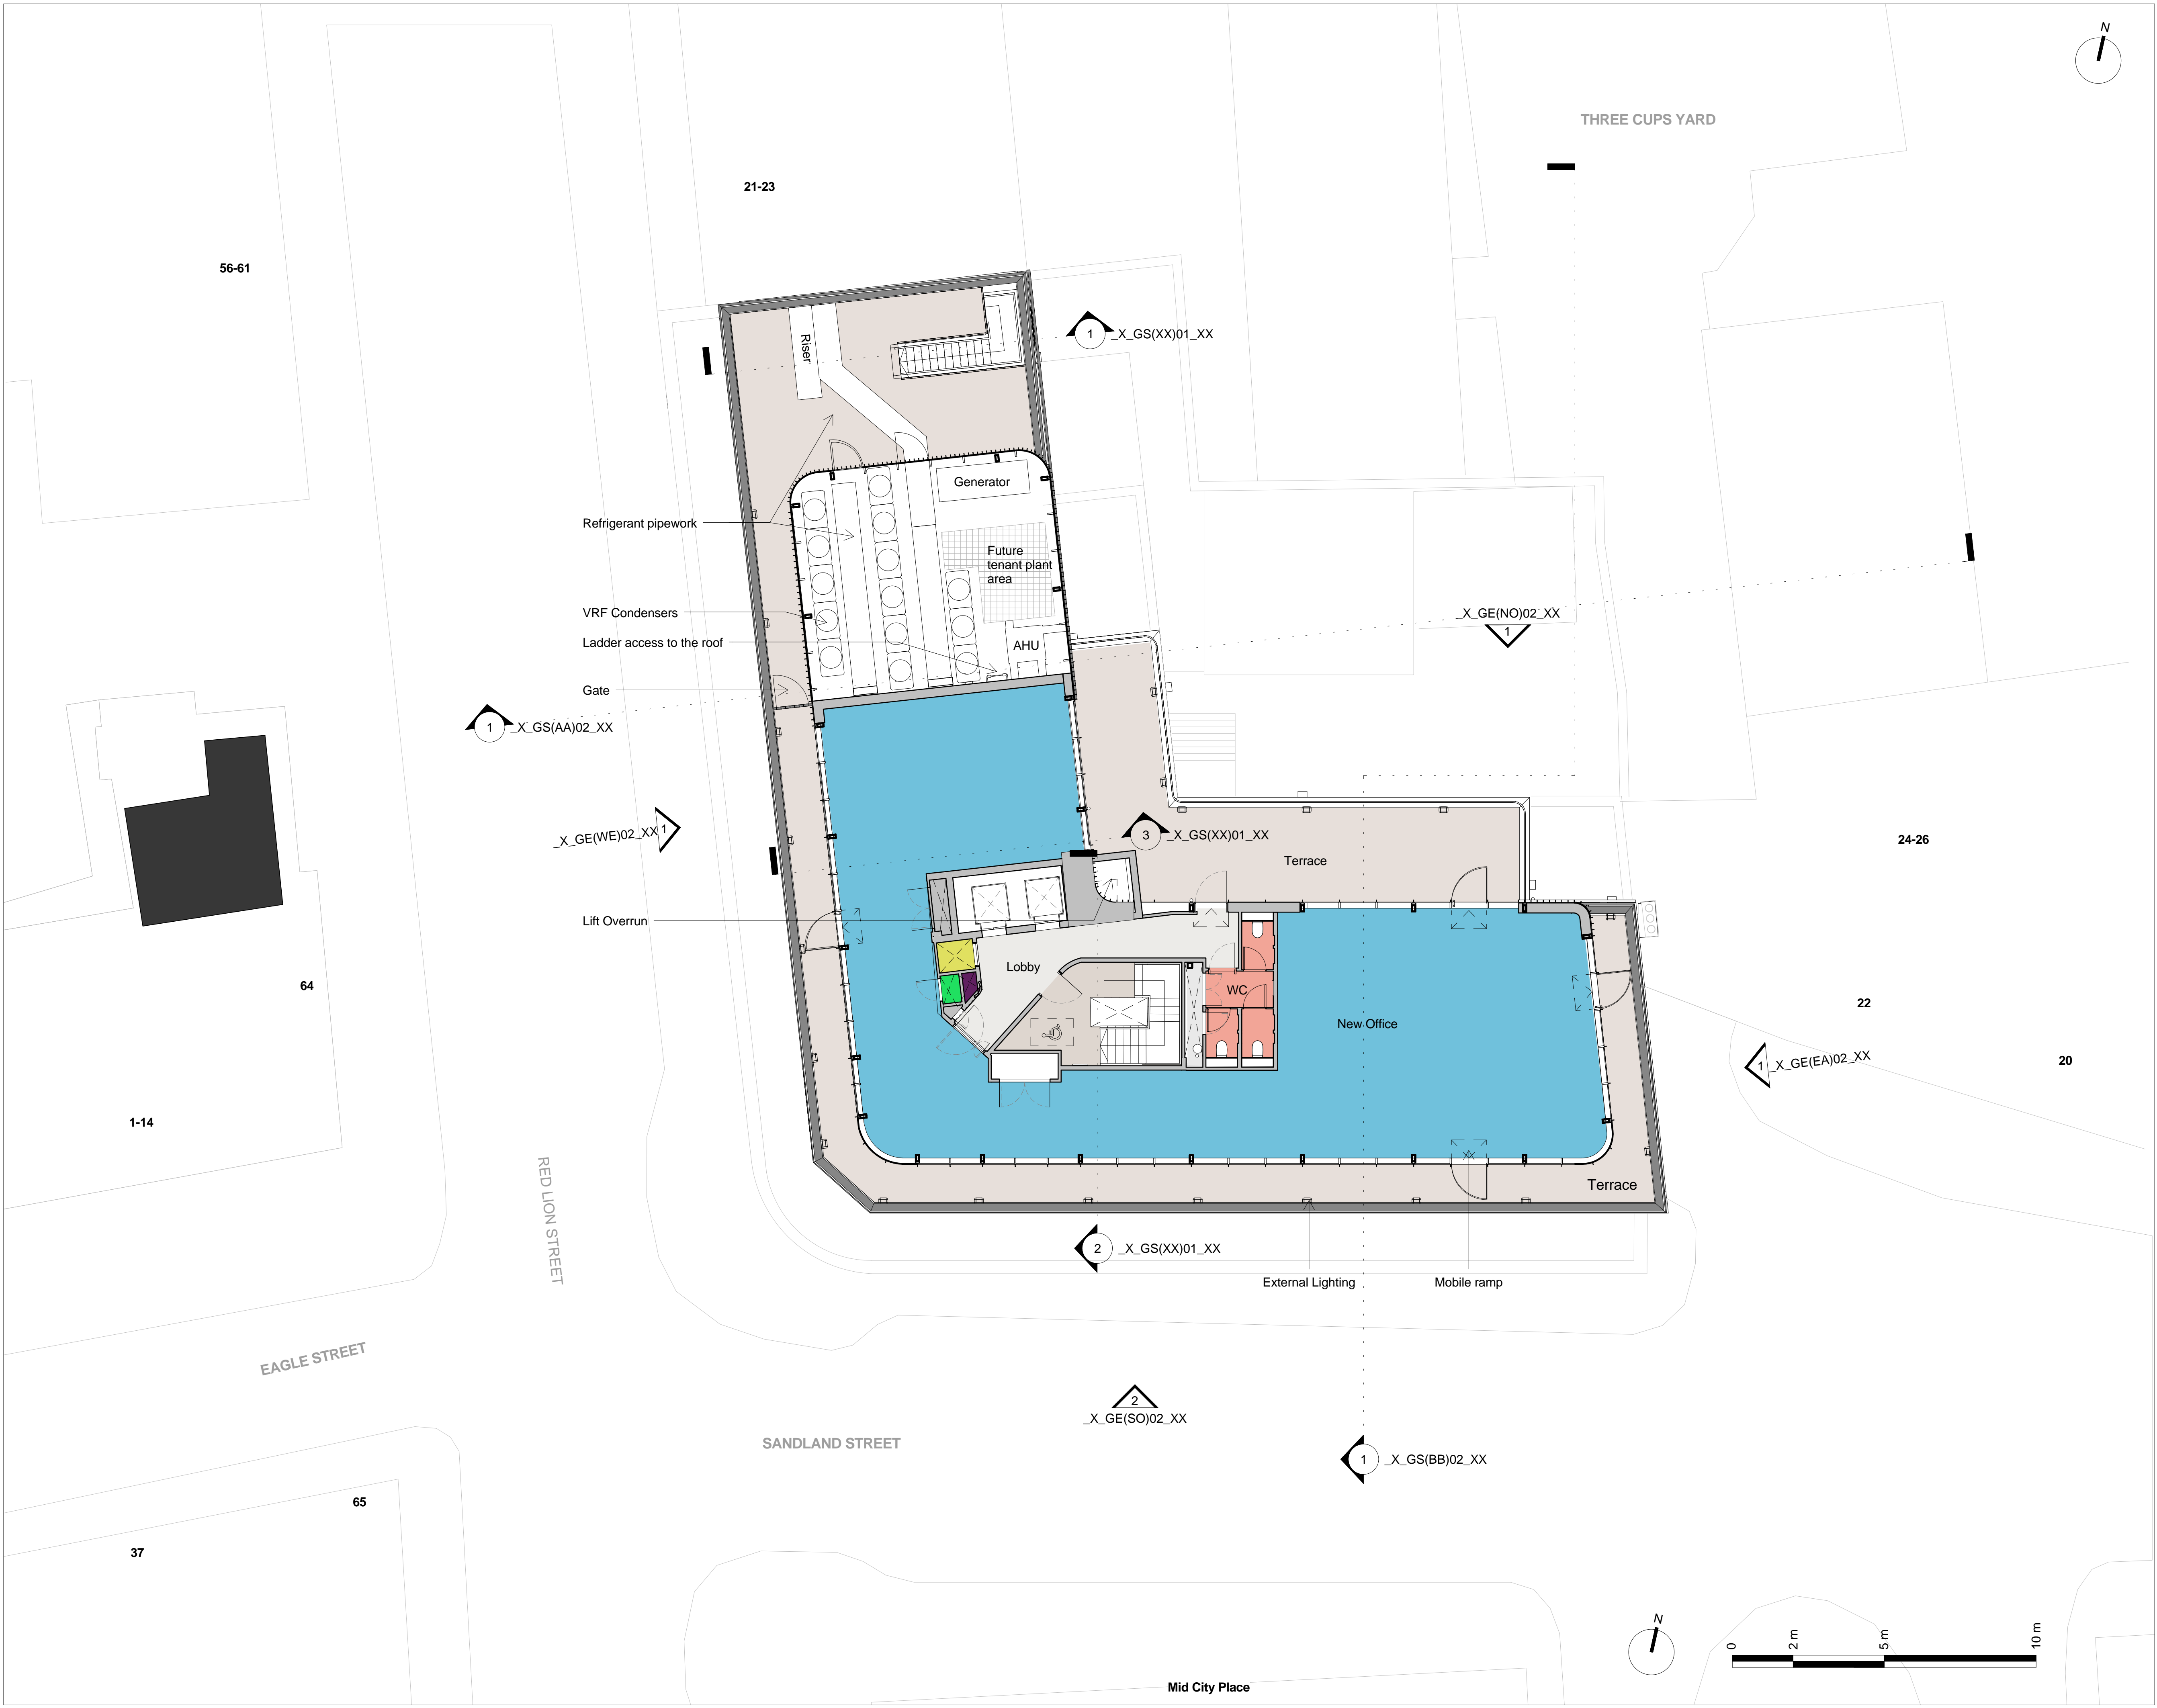 N
THREE CUPS YARD
21-23
56-61
1 _X_GS(XX)01_XX
Riser
Generator
Refrigerant pipework
Future
tenant plant
area
VRF Condensers
_X_GE(NO)02_XX
1
Ladder access to the roof
AHU
Gate
1 _X_GS(AA)02_XX
_X_GE(WE)02_XX 1
3 _X_GS(XX)01_XX
24-26
Terrace
Lift Overrun
Lobby
64
WC
22
New Office
1 _X_GE(EA)02_XX
20
1-14
RED LION STREET
Terrace
2 _X_GS(XX)01_XX
External Lighting
Mobile ramp
EAGLE STREET
2
_X_GE(SO)02_XX
SANDLAND STREET
1 _X_GS(BB)02_XX
65
37
N
0 2 m 5 m 10 m
Mid City Place